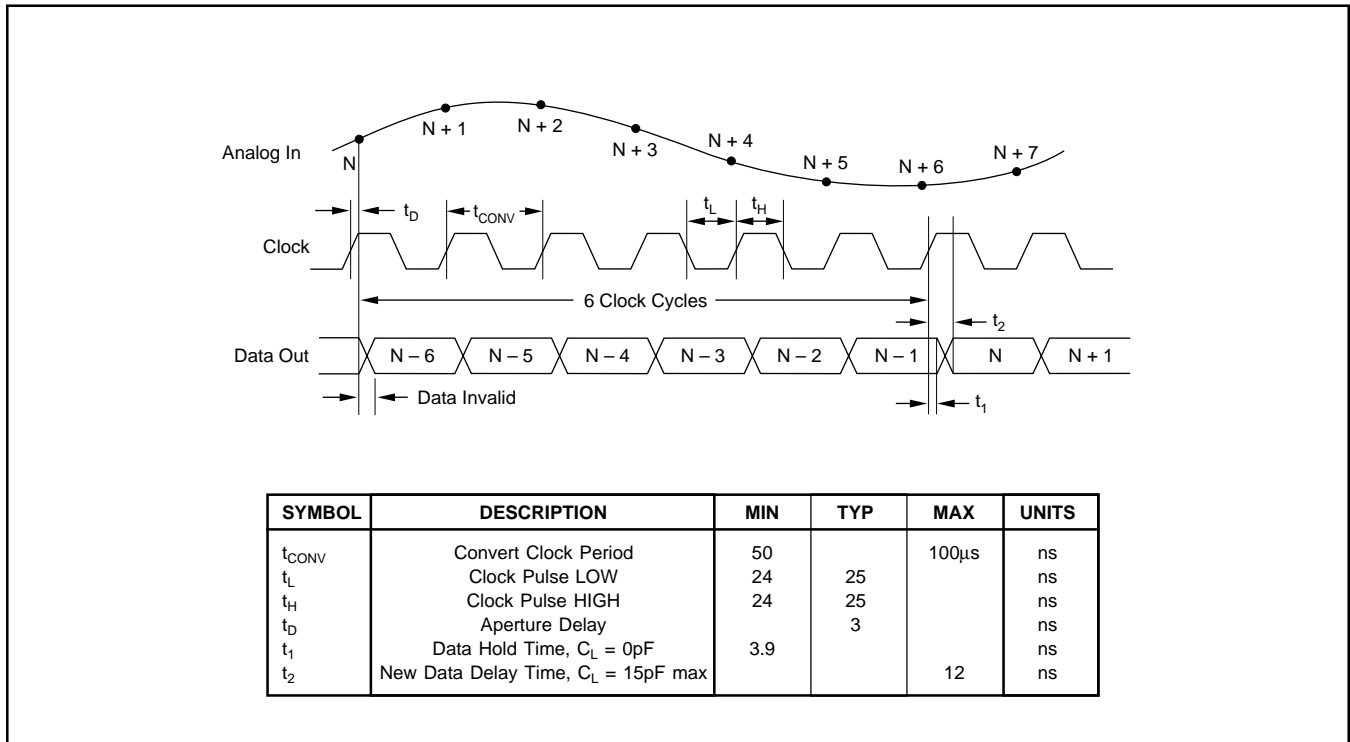 N + 1
N + 2
N + 3
N + 4
N + 5
N + 6
N + 7
Analog In
N
t_D
t_CONV
t_L
t_H
Clock
6 Clock Cycles
t_2
Data Out
N – 6
N – 5
N – 4
N – 3
N – 2
N – 1
N
N + 1
Data Invalid
t_1
SYMBOL DESCRIPTION MIN TYP MAX UNITS
t_CONV Convert Clock Period 50 100μs ns
t_L Clock Pulse LOW 24 25 ns
t_H Clock Pulse HIGH 24 25 ns
t_D Aperture Delay 3 ns
t_1 Data Hold Time, C_L = 0pF 3.9 ns
t_2 New Data Delay Time, C_L = 15pF max 12 ns